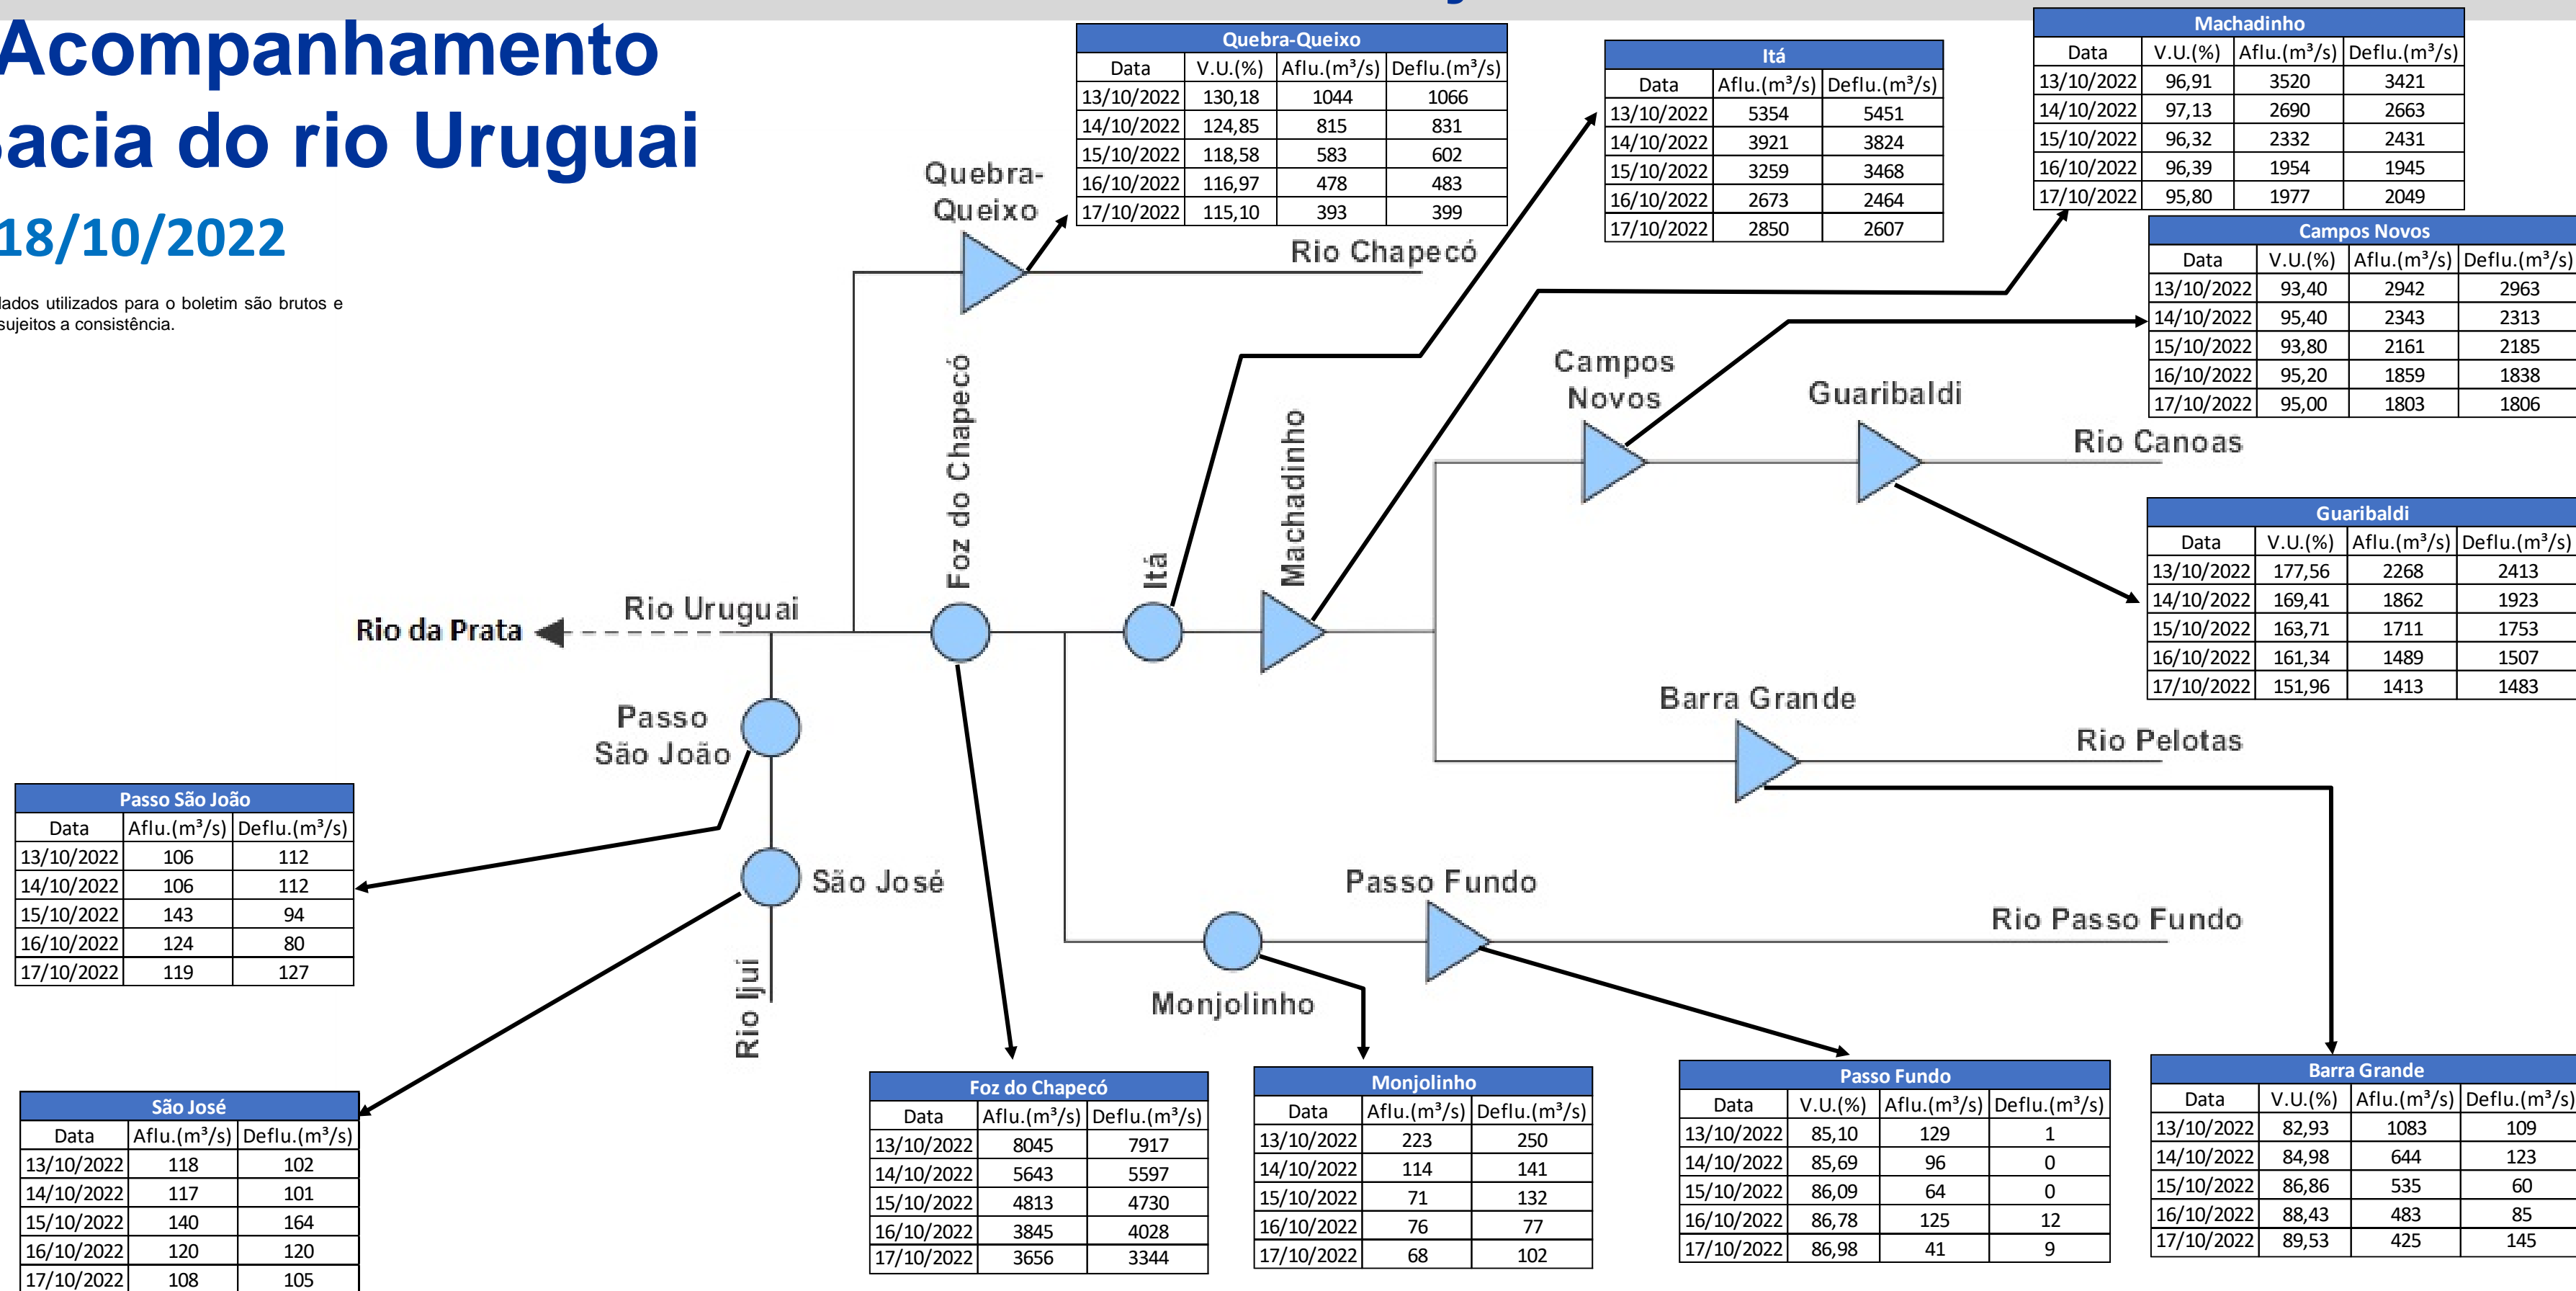 Acompanhamento
Bacia do rio Uruguai
18/10/2022
dados utilizados para o boletim são brutos e
sujeitos a consistência.
Quebra-Queixo
Data V.U.(%) Aflu.(m³/s) Deflu.(m³/s)
13/10/2022 130,18 1044 1066
14/10/2022 124,85 815 831
15/10/2022 118,58 583 602
16/10/2022 116,97 478 483
17/10/2022 115,10 393 399
Itá
Data Aflu.(m³/s) Deflu.(m³/s)
13/10/2022 5354 5451
14/10/2022 3921 3824
15/10/2022 3259 3468
16/10/2022 2673 2464
17/10/2022 2850 2607
Machadinho
Data V.U.(%) Aflu.(m³/s) Deflu.(m³/s)
13/10/2022 96,91 3520 3421
14/10/2022 97,13 2690 2663
15/10/2022 96,32 2332 2431
16/10/2022 96,39 1954 1945
17/10/2022 95,80 1977 2049
Campos Novos
Data V.U.(%) Aflu.(m³/s) Deflu.(m³/s)
13/10/2022 93,40 2942 2963
14/10/2022 95,40 2343 2313
15/10/2022 93,80 2161 2185
16/10/2022 95,20 1859 1838
17/10/2022 95,00 1803 1806
Quebra-
Queixo
Rio Chapecó
Foz do Chapecó
Itá
Machadinho
Campos
Novos
Guaribaldi
Rio Canoas
Guaribaldi
Data V.U.(%) Aflu.(m³/s) Deflu.(m³/s)
13/10/2022 177,56 2268 2413
14/10/2022 169,41 1862 1923
15/10/2022 163,71 1711 1753
16/10/2022 161,34 1489 1507
17/10/2022 151,96 1413 1483
Rio da Prata
Rio Uruguai
Barra Grande
Rio Pelotas
Passo
São João
São José
Rio Ijuí
Passo Fundo
Rio Passo Fundo
Monjolinho
Passo São João
Data Aflu.(m³/s) Deflu.(m³/s)
13/10/2022 106 112
14/10/2022 106 112
15/10/2022 143 94
16/10/2022 124 80
17/10/2022 119 127
São José
Data Aflu.(m³/s) Deflu.(m³/s)
13/10/2022 118 102
14/10/2022 117 101
15/10/2022 140 164
16/10/2022 120 120
17/10/2022 108 105
Foz do Chapecó
Data Aflu.(m³/s) Deflu.(m³/s)
13/10/2022 8045 7917
14/10/2022 5643 5597
15/10/2022 4813 4730
16/10/2022 3845 4028
17/10/2022 3656 3344
Monjolinho
Data Aflu.(m³/s) Deflu.(m³/s)
13/10/2022 223 250
14/10/2022 114 141
15/10/2022 71 132
16/10/2022 76 77
17/10/2022 68 102
Passo Fundo
Data V.U.(%) Aflu.(m³/s) Deflu.(m³/s)
13/10/2022 85,10 129 1
14/10/2022 85,69 96 0
15/10/2022 86,09 64 0
16/10/2022 86,78 125 12
17/10/2022 86,98 41 9
Barra Grande
Data V.U.(%) Aflu.(m³/s) Deflu.(m³/s)
13/10/2022 82,93 1083 109
14/10/2022 84,98 644 123
15/10/2022 86,86 535 60
16/10/2022 88,43 483 85
17/10/2022 89,53 425 145